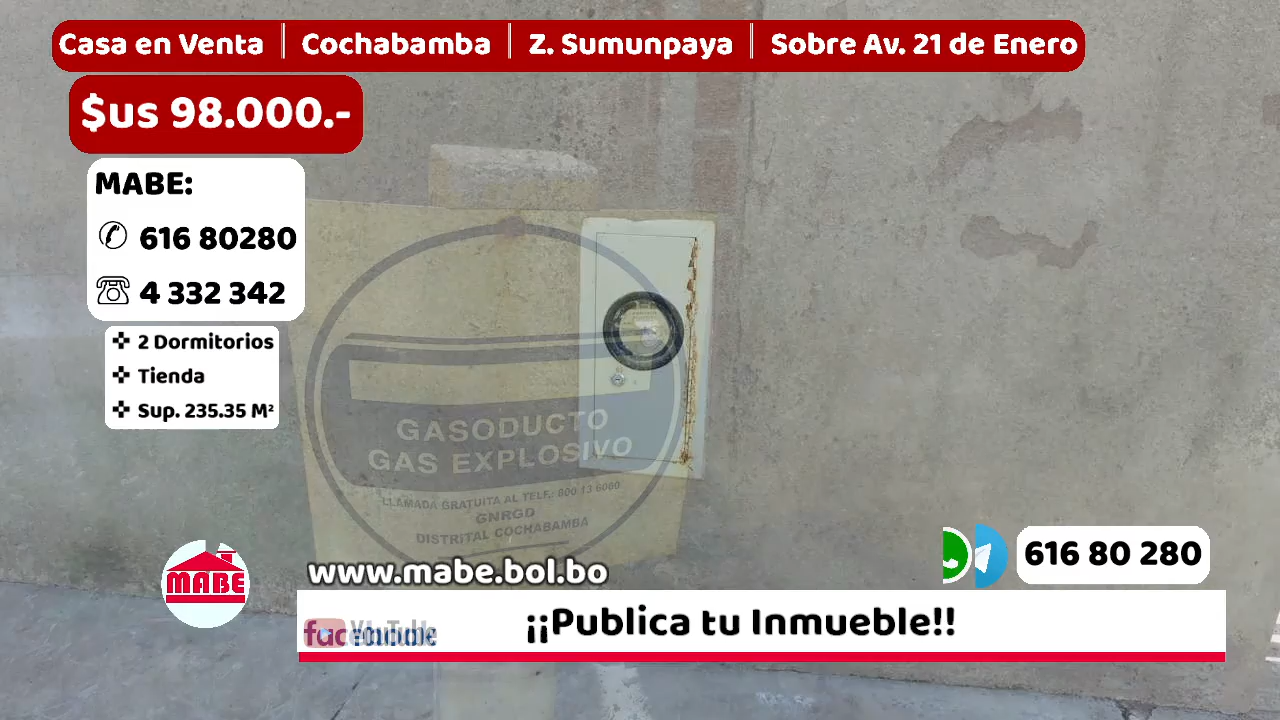 Casa en Venta | Cochabamba | Z. Sumunpaya | Sobre Av. 21 de Enero
$us 98.000.-
MABE:
616 80280
4 332 342
2 Dormitorios
Tienda
Sup. 235.35 M²
GASODUCTO
GAS EXPLOSIVO
LLAMADA GRATUITA AL TELF.: 800 13 6060
GNRGD
DISTRITAL COCHABAMBA
www.mabe.bol.bo
616 80 280
MABE
¡¡Publica tu Inmueble!!